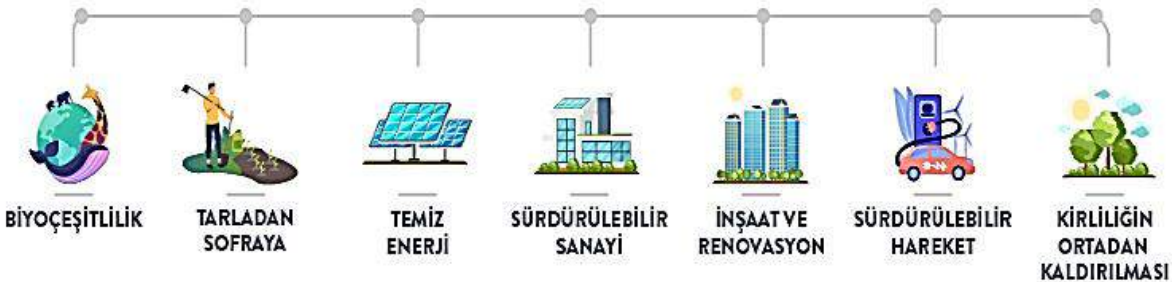 BİYOÇEŞİTLİLİK
TARLADAN
SOFRAYA
TEMİZ
ENERJİ
SÜRDÜRÜLEBİLİR
SANAYİ
İNŞAAT VE
RENOVASYON
SÜRDÜRÜLEBİLİR
HAREKET
KİRLİLİĞİN
ORTADAN
KALDIRILMASI